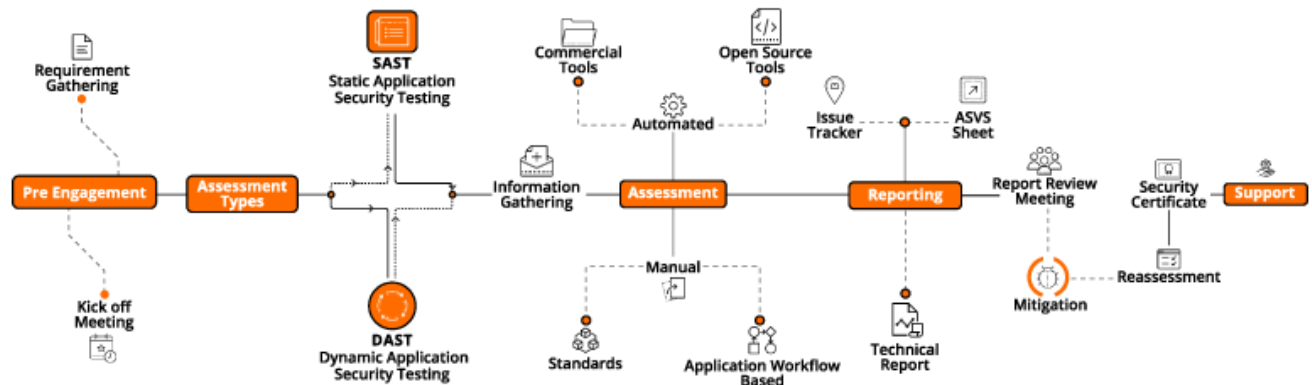 Requirement
Gathering
Pre Engagement
Kick off
Meeting
Assessment
Types
SAST
Static Application
Security Testing
DAST
Dynamic Application
Security Testing
Information
Gathering
Commercial
Tools
Open Source
Tools
Automated
Assessment
Manual
Standards
Application Workflow
Based
Issue
Tracker
ASVS
Sheet
Reporting
Technical
Report
Report Review
Meeting
Mitigation
Reassessment
Security
Certificate
Support